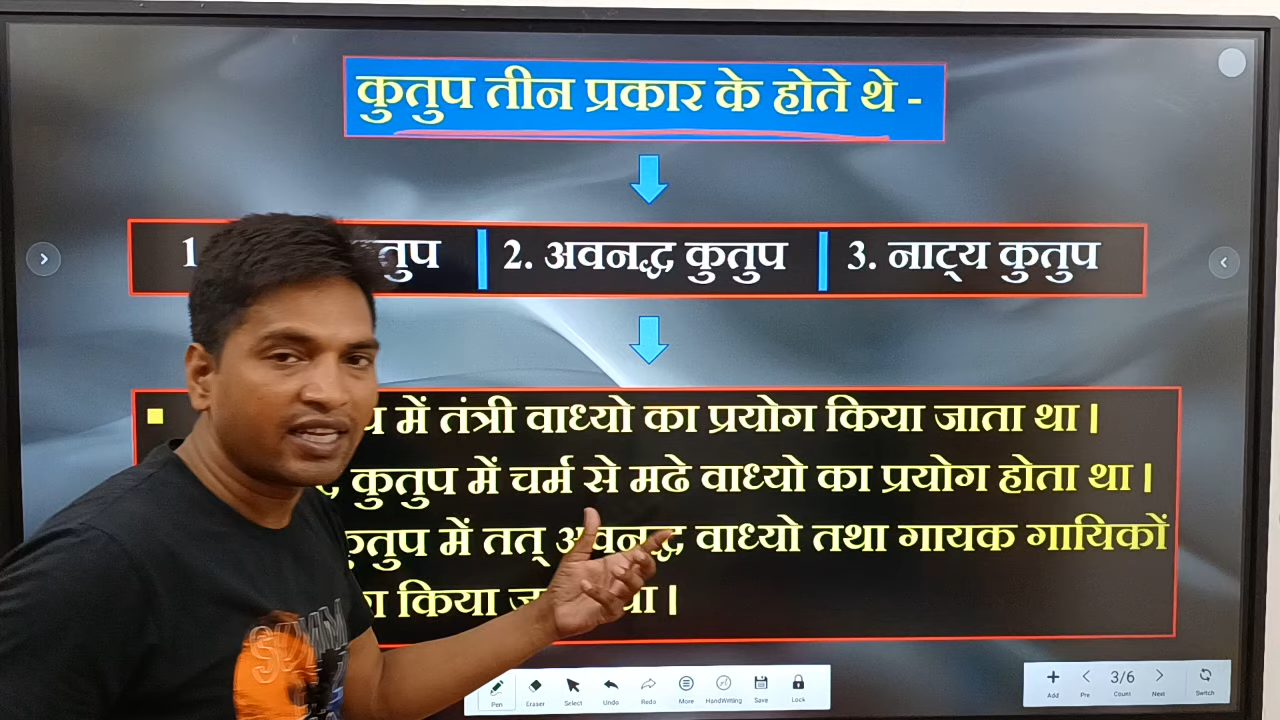 कुतुप तीन प्रकार के होते थे -
1. तुप 2. अवनद्ध कुतुप 3. नाट्य कुतुप
में तंत्री वाध्यो का प्रयोग किया जाता था।
कुतुप में चर्म से मढे वाध्यो का प्रयोग होता था।
कुतुप में तत् अवनद्ध वाध्यो तथा गायक गायिकों
किया
Pen Eraser Select Undo Redo More HandWriting Save Lock
3/6
Add Pre Count Next Switch